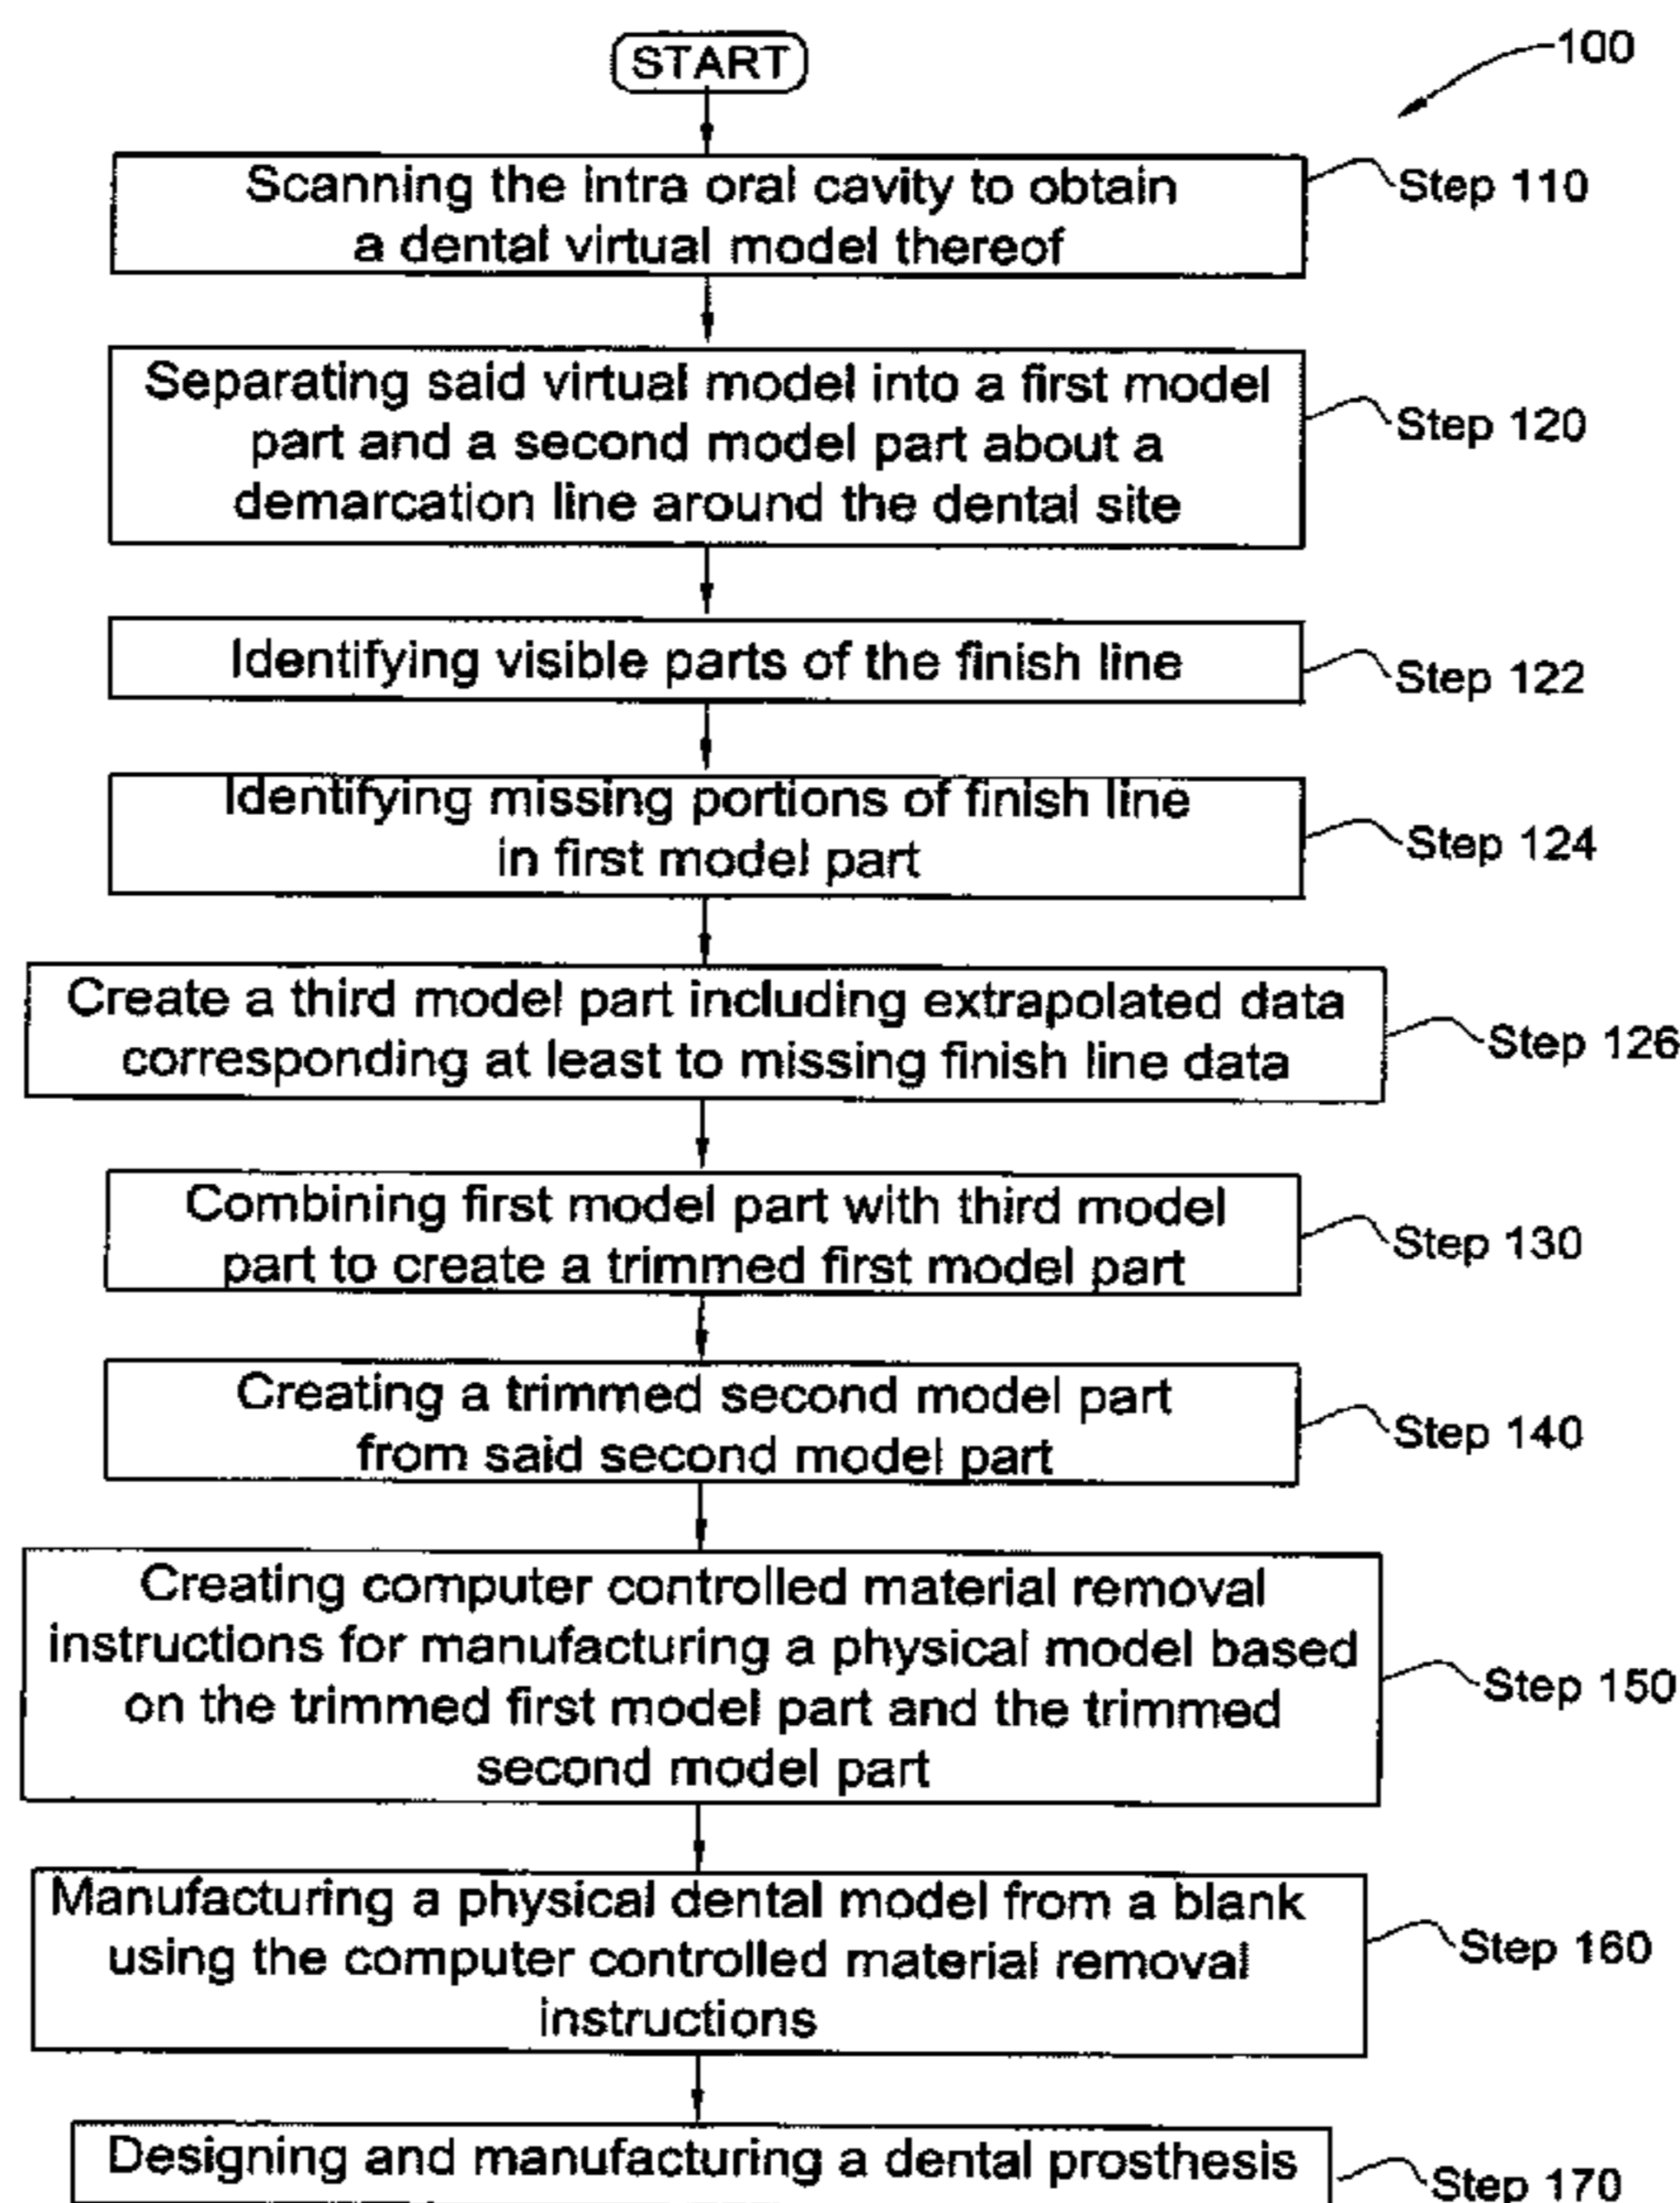 START
100
Scanning the intra oral cavity to obtain
a dental virtual model thereof
Step 110
Separating said virtual model into a first model
part and a second model part about a
demarcation line around the dental site
Step 120
Identifying visible parts of the finish line
Step 122
Identifying missing portions of finish line
in first model part
Step 124
Create a third model part including extrapolated data
corresponding at least to missing finish line data
Step 126
Combining first model part with third model
part to create a trimmed first model part
Step 130
Creating a trimmed second model part
from said second model part
Step 140
Creating computer controlled material removal
instructions for manufacturing a physical model based
on the trimmed first model part and the trimmed
second model part
Step 150
Manufacturing a physical dental model from a blank
using the computer controlled material removal
instructions
Step 160
Designing and manufacturing a dental prosthesis
Step 170